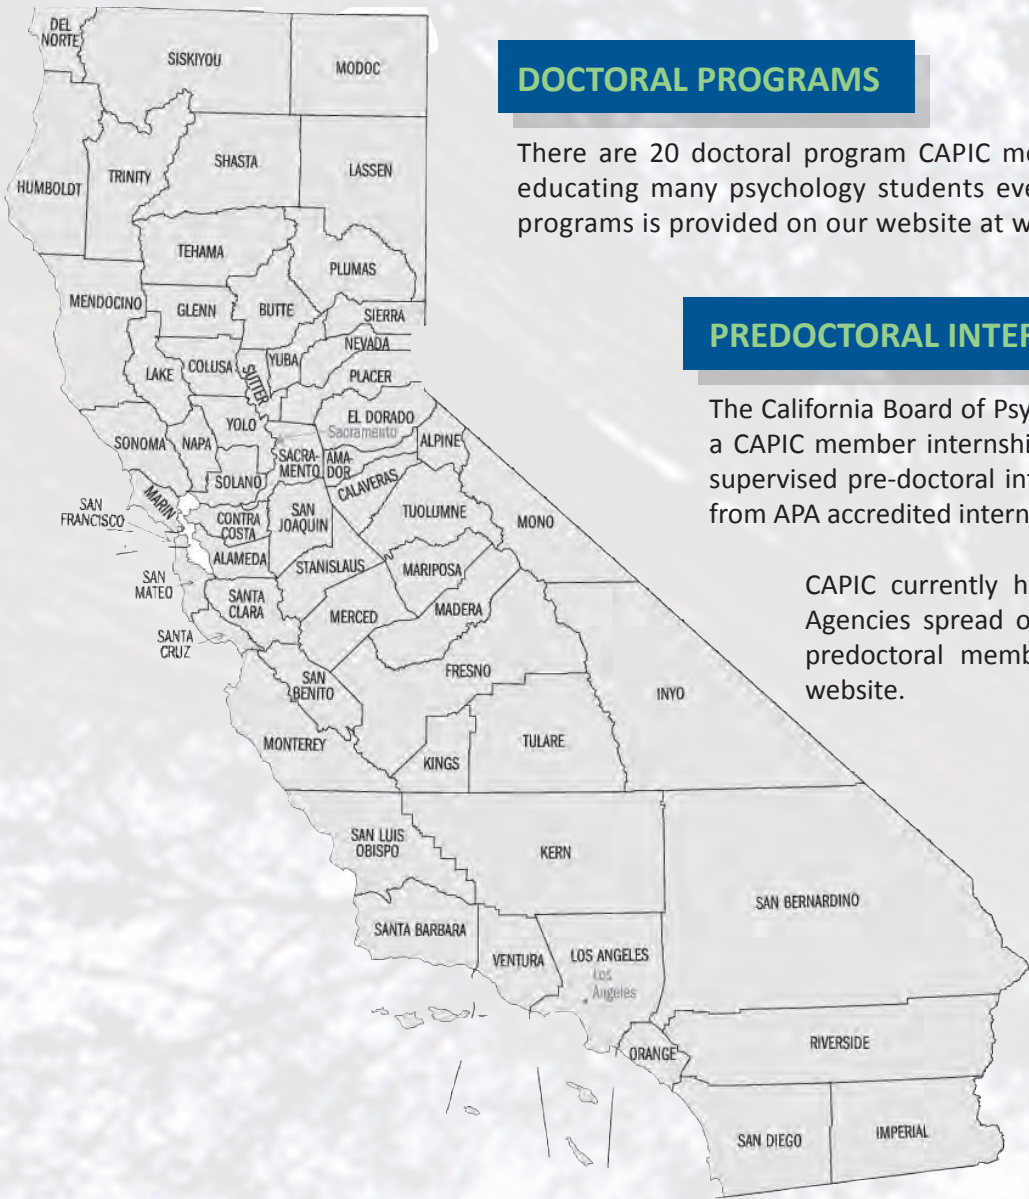 DEL
NORTE
SISKIYOU
MODOC
HUMBOLDT
TRINITY
SHASTA
LASSEN
TEHAMA
PLUMAS
MENDOCINO
GLENN
BUTTE
SIERRA
NEVADA
LAKE
COLUSA
SUTTER
YUBA
PLACER
SONOMA
NAPA
YOLO
EL DORADO
Sacramento
ALPINE
SOLANO
SACRA-
MENTO
AMA-
DOR
CALAVERAS
MARIN
SAN
FRANCISCO
CONTRA
COSTA
SAN
JOAQUIN
TUOLUMNE
MONO
ALAMEDA
STANISLAUS
MARIPOSA
SAN
MATEO
SANTA
CLARA
MERCED
MADERA
SANTA
CRUZ
SAN
BENITO
FRESNO
INYO
MONTEREY
KINGS
TULARE
SAN LUIS
OBISPO
KERN
SAN BERNARDINO
SANTA BARBARA
VENTURA
LOS ANGELES
Los
Angeles
ORANGE
RIVERSIDE
SAN DIEGO
IMPERIAL
DOCTORAL PROGRAMS
There are 20 doctoral program CAPIC me
educating many psychology students eve
programs is provided on our website at w
PREDOCTORAL INTER
The California Board of Psy
a CAPIC member internshi
supervised pre-doctoral int
from APA accredited intern
CAPIC currently h
Agencies spread o
predoctoral memb
website.